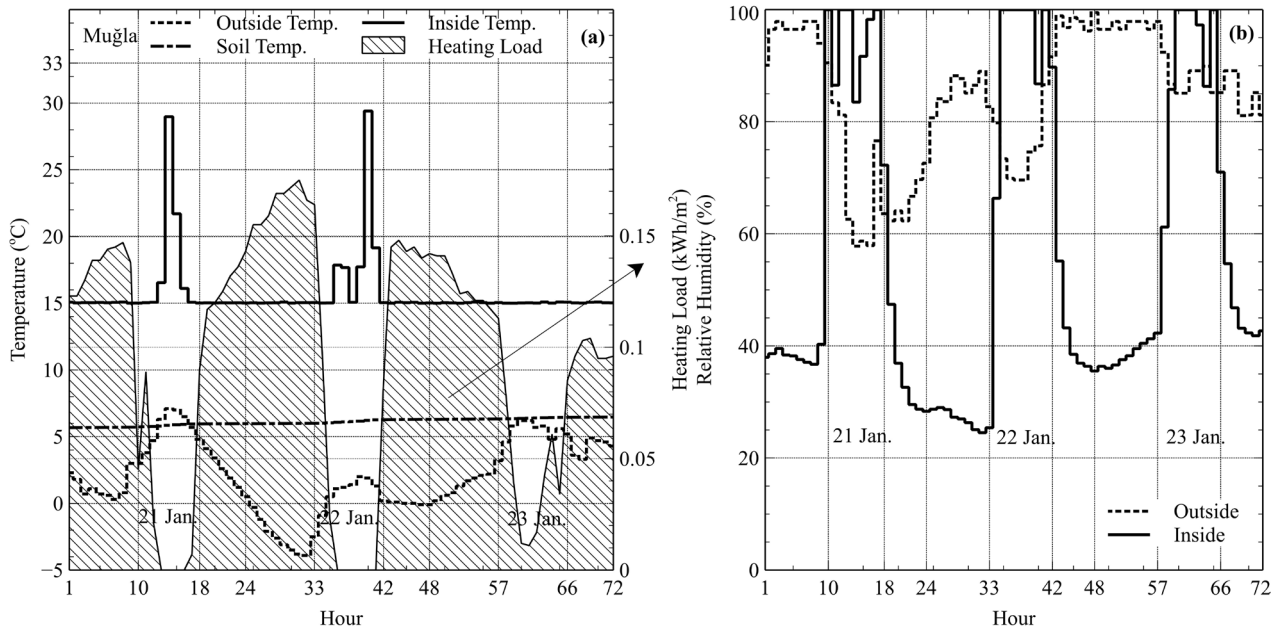 Muğla
Outside Temp.
Inside Temp.
(a)
Soil Temp.
Heating Load
33
30
25
20
15
10
5
0
−5
Temperature (°C)
0.15
0.1
0.05
0
Heating Load (kWh/m²)
21 Jan.
22 Jan.
23 Jan.
1 10 18 24 33 42 48 57 66 72
Hour
100
80
60
40
20
0
Relative Humidity (%)
(b)
21 Jan.
22 Jan.
23 Jan.
Outside
Inside
1 10 18 24 33 42 48 57 66 72
Hour